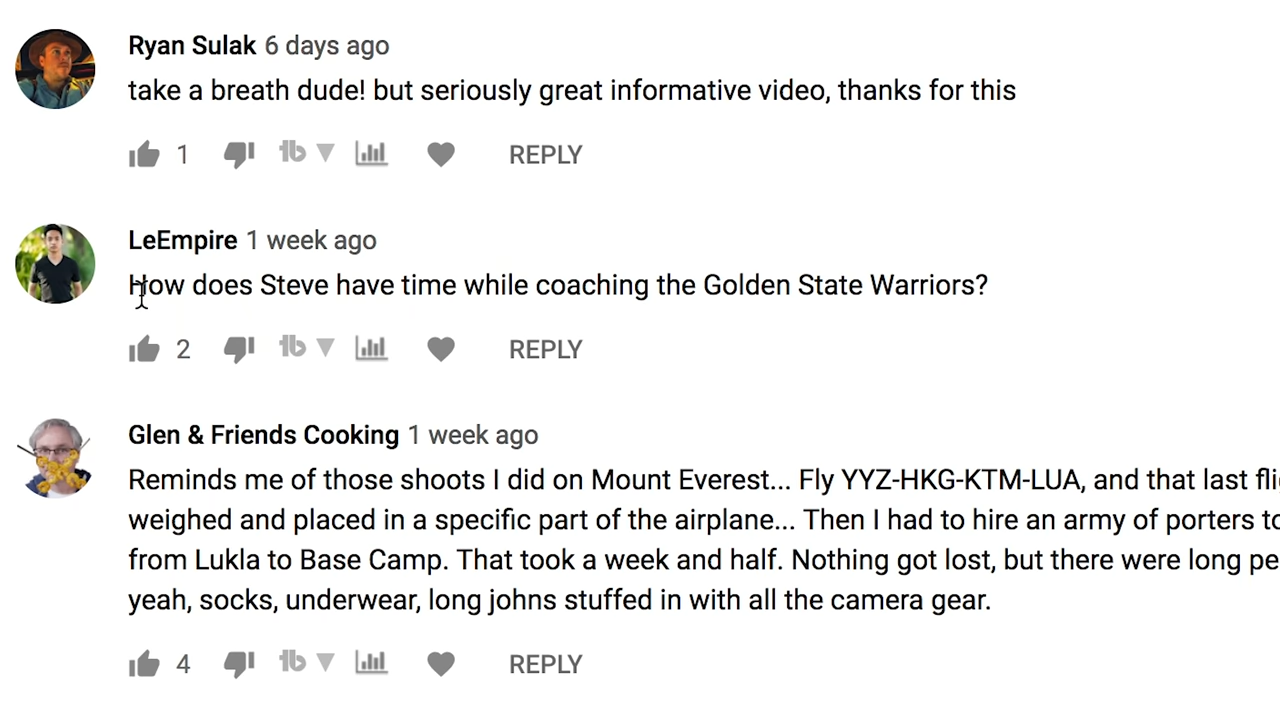 Ryan Sulak 6 days ago
take a breath dude! but seriously great informative video, thanks for this
1 REPLY
LeEmpire 1 week ago
How does Steve have time while coaching the Golden State Warriors?
2 REPLY
Glen & Friends Cooking 1 week ago
Reminds me of those shoots I did on Mount Everest... Fly YYZ-HKG-KTM-LUA, and that last
weighed and placed in a specific part of the airplane... Then I had to hire an army of porters
from Lukla to Base Camp. That took a week and half. Nothing got lost, but there were long
yeah, socks, underwear, long johns stuffed in with all the camera gear.
4 REPLY